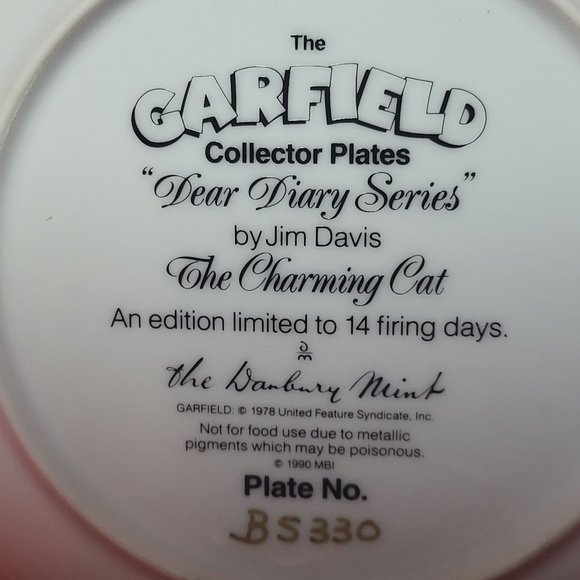 The
GARFIELD
Collector Plates
"Dear Diary Series"
by Jim Davis
The Charming Cat
An edition limited to 14 firing days.
dm
the Danbury Mint
GARFIELD: © 1978 United Feature Syndicate, Inc.
Not for food use due to metallic
pigments which may be poisonous.
© 1990 MBI
Plate No.
B5330